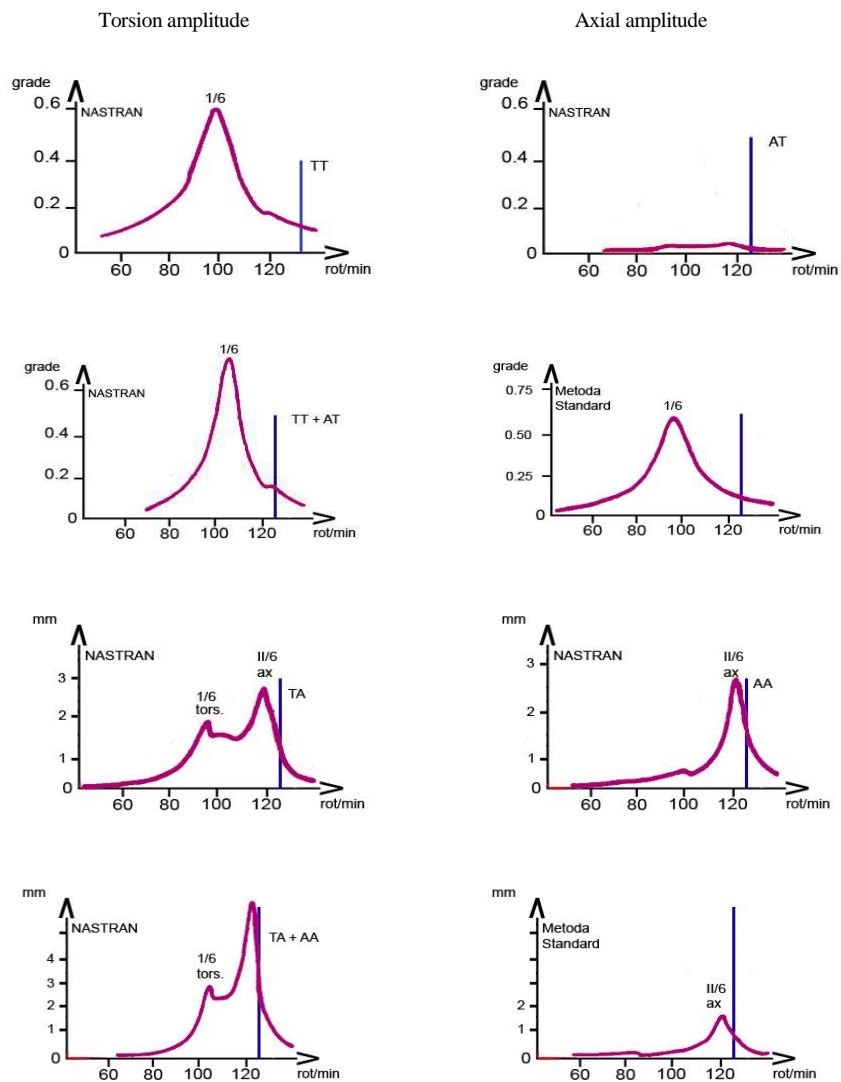 Torsion amplitude
Axial amplitude
grade
0.6
NASTRAN
1/6
0.4
TT
0.2
0
60 80 100 120 rot/min
grade
0.6
NASTRAN
0.4
AT
0.2
0
60 80 100 120 rot/min
grade
0.6
NASTRAN
1/6
0.4
TT + AT
0.2
0
60 80 100 120 rot/min
grade
0.75
Metoda
Standard
1/6
0.50
0.25
0
60 80 100 120 rot/min
mm
NASTRAN
3
1/6
tors.
II/6
ax
TA
2
1
0
60 80 100 120 rot/min
mm
NASTRAN
3
II/6
ax
AA
2
1
0
60 80 100 120 rot/min
mm
NASTRAN
4
1/6
tors.
TA + AA
3
2
1
0
60 80 100 120 rot/min
mm
Metoda
Standard
4
3
II/6
ax
2
1
0
60 80 100 120 rot/min